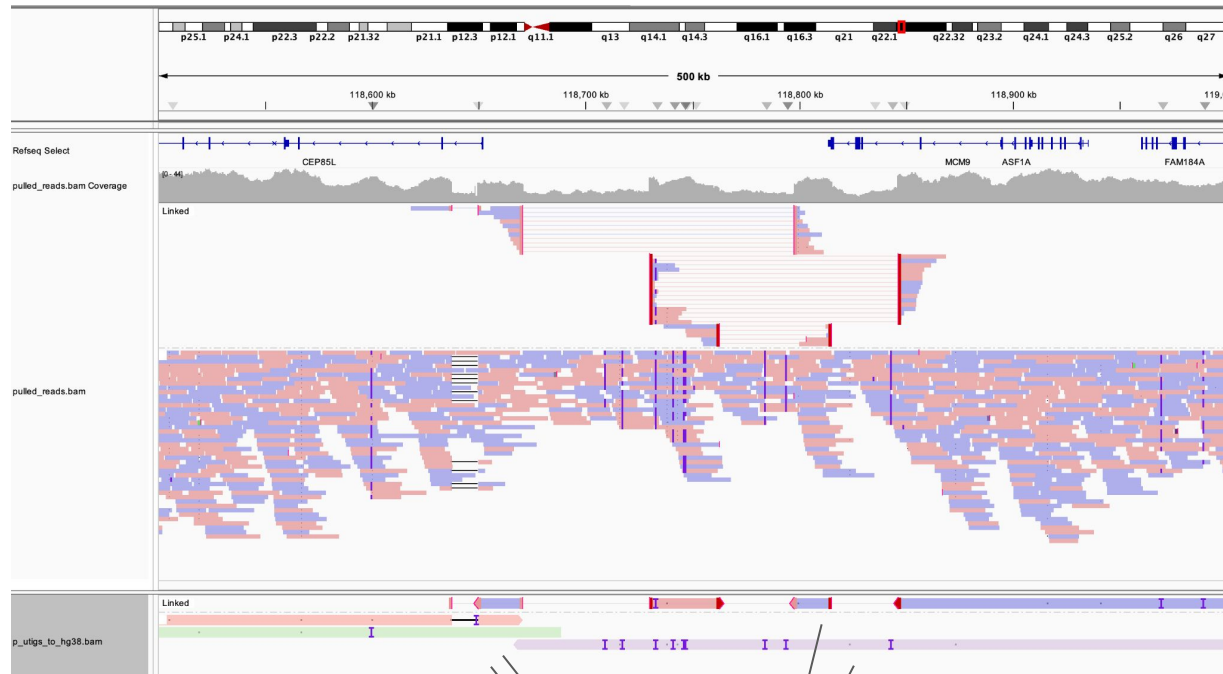 p25.1 p24.1 p22.3 p22.2 p21.32 p21.1 p12.3 p12.1 q11.1 q13 q14.1 q14.3 q16.1 q16.3 q21 q22.1 q22.32 q23.2 q24.1 q24.3 q25.2 q26 q27
500 kb
118,600 kb 118,700 kb 118,800 kb 118,900 kb 119,0
Refseq Select
CEP85L MCM9 ASF1A FAM184A
pulled_reads.bam Coverage
[0 - 44]
Linked
pulled_reads.bam
Linked
p_utigs_to_hg38.bam